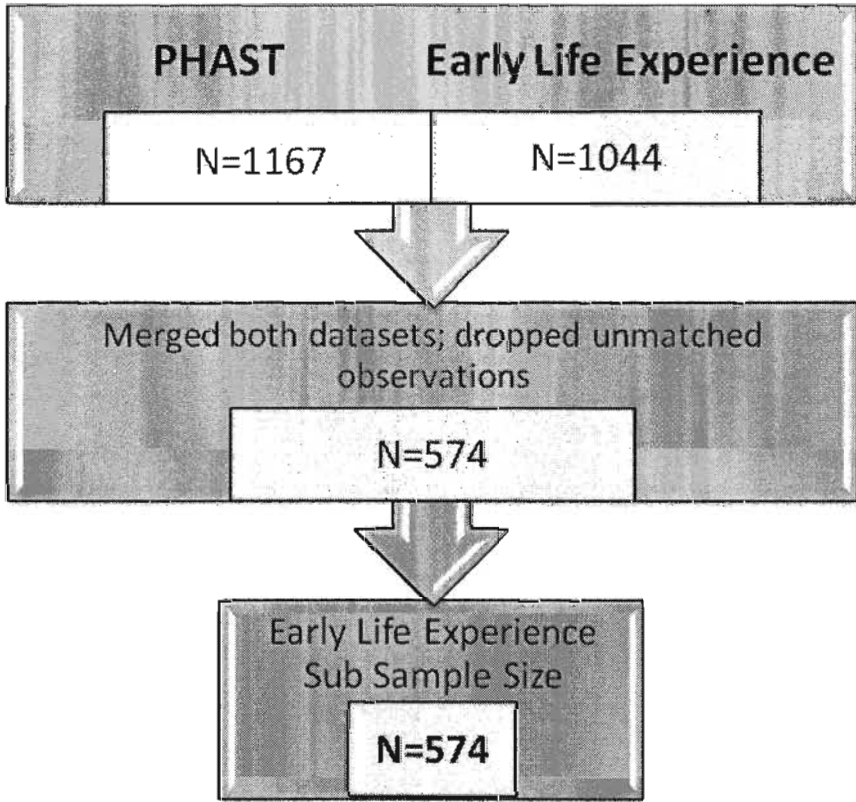 PHAST Early Life Experience
N=1167 N=1044
Merged both datasets; dropped unmatched
observations
N=574
Early Life Experience
Sub Sample Size
N=574